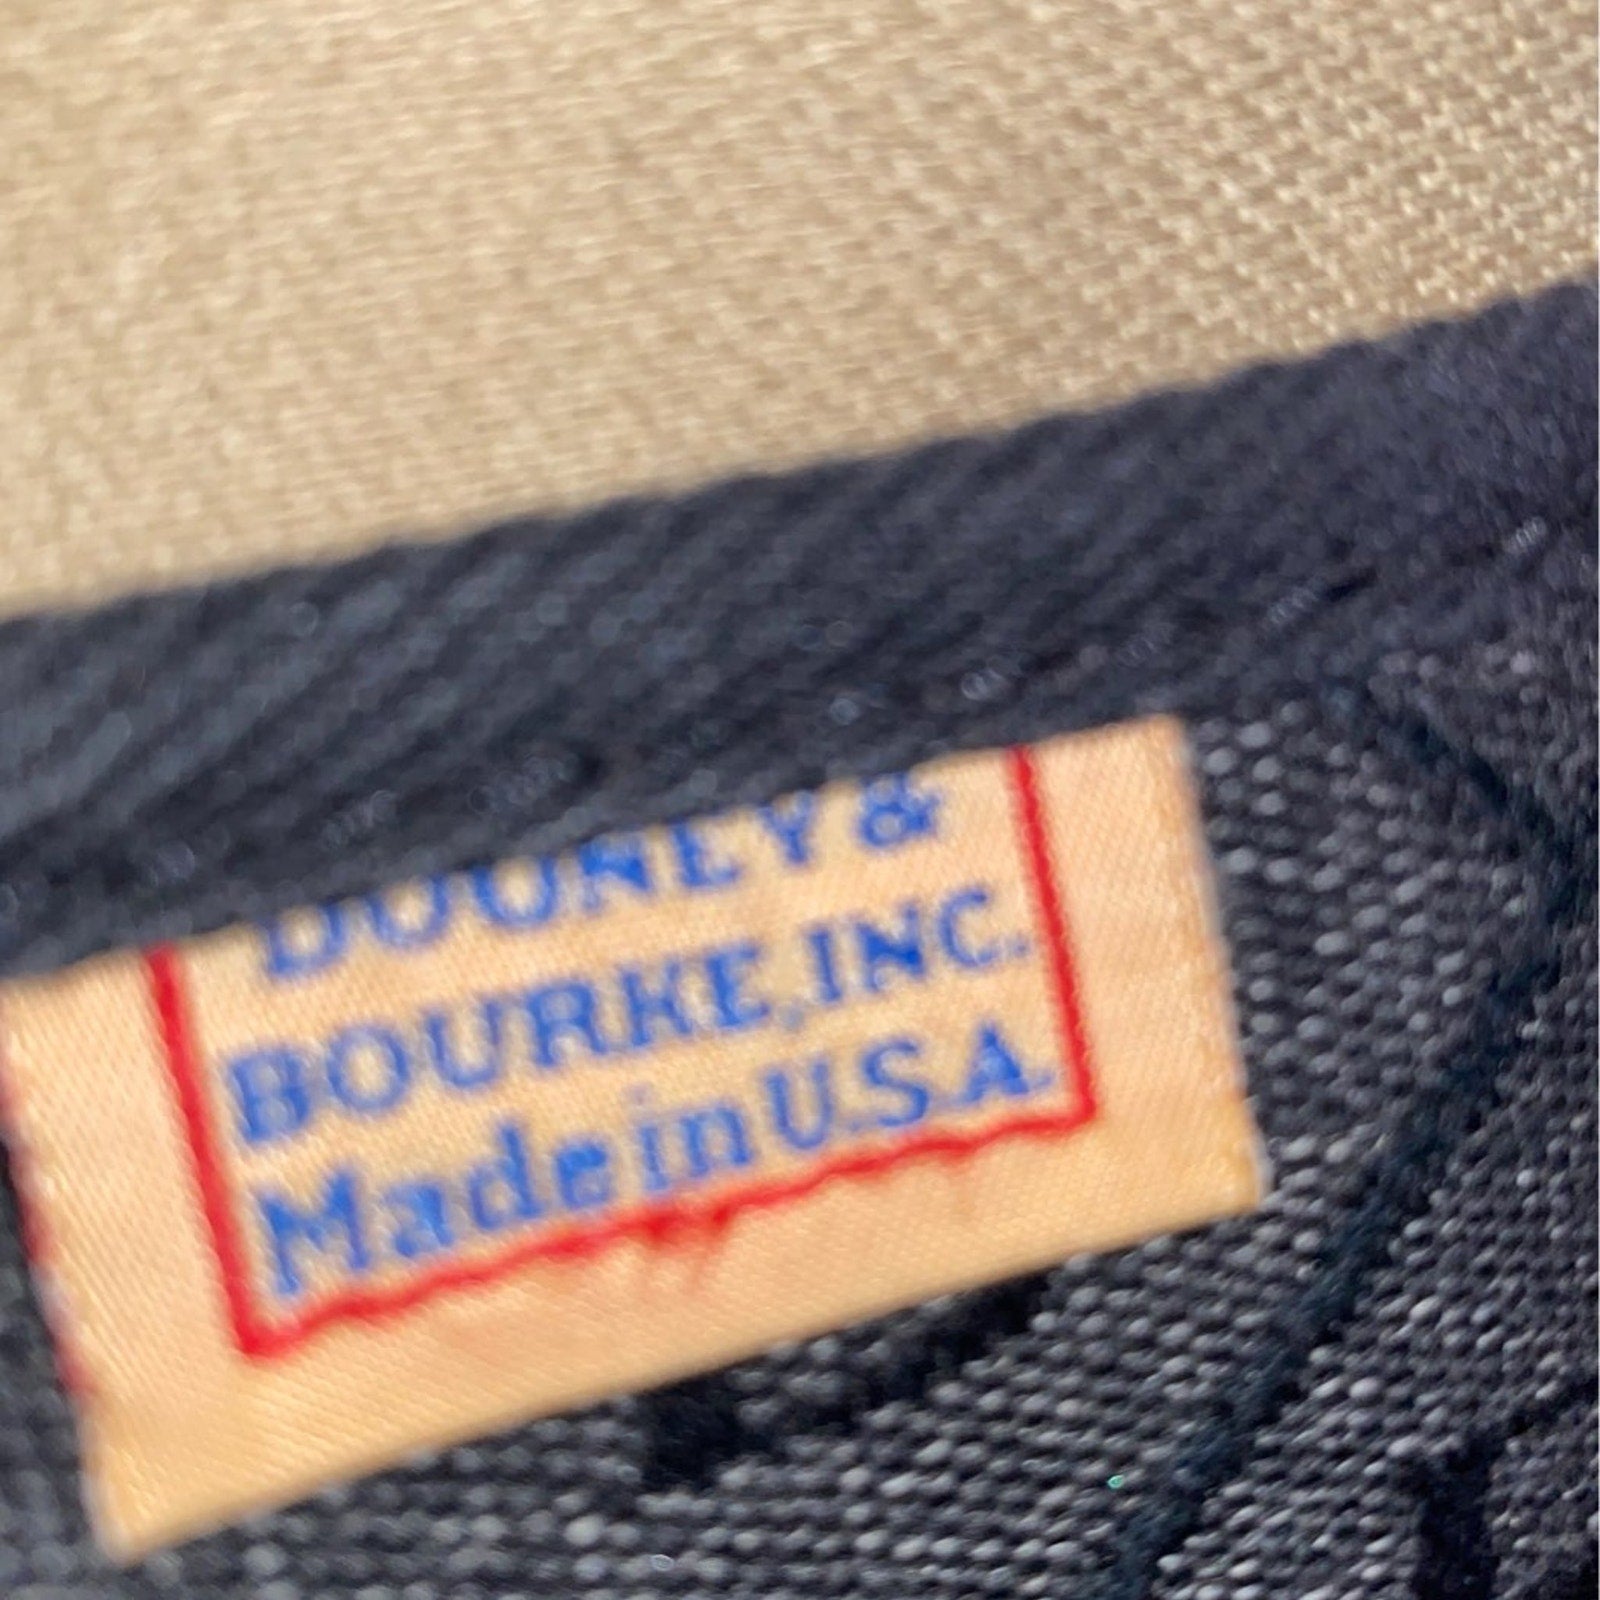 DOONEY &
BOURKE, INC.
Made in U.S.A.